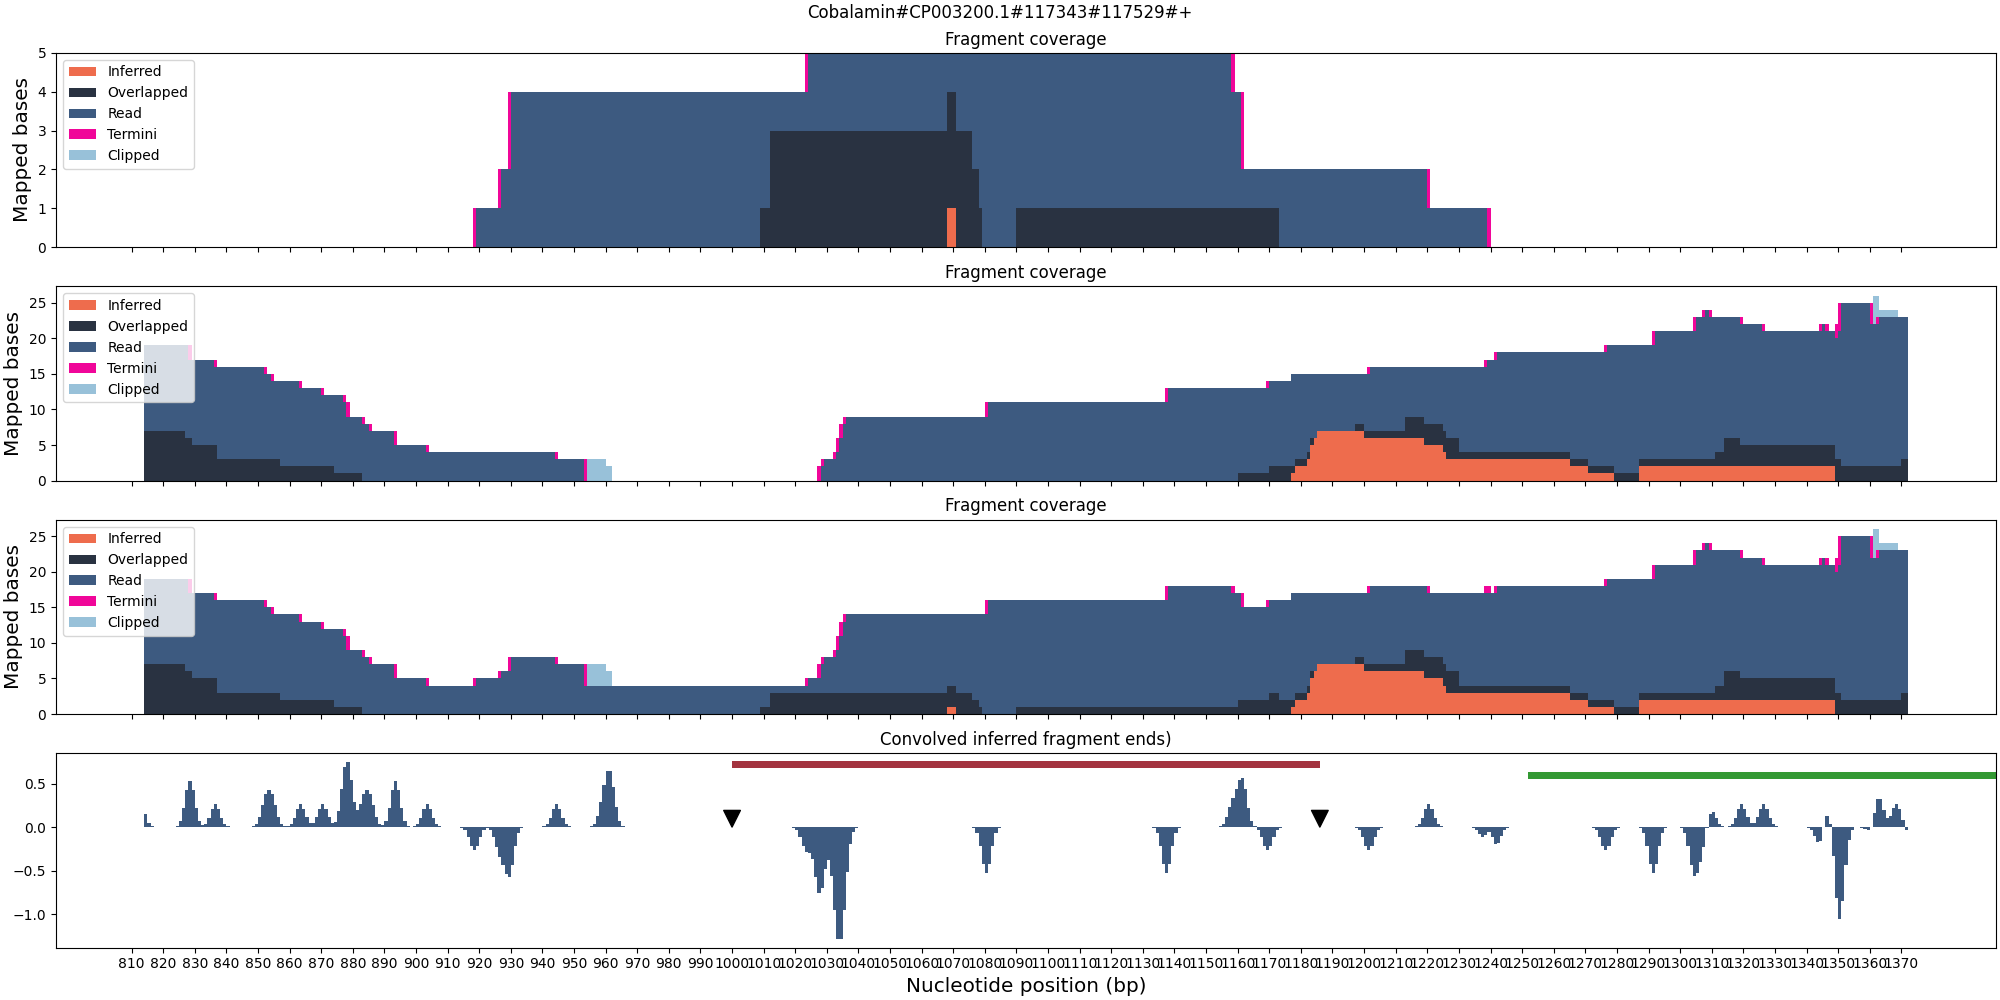 Cobalamin#CP003200.1#117343#117529#+
Fragment coverage
Mapped bases
5
4
3
2
1
0
Inferred
Overlapped
Read
Termini
Clipped
Fragment coverage
Mapped bases
25
20
15
10
5
0
Inferred
Overlapped
Read
Termini
Clipped
Fragment coverage
Mapped bases
25
20
15
10
5
0
Inferred
Overlapped
Read
Termini
Clipped
Convolved inferred fragment ends)
0.5
0.0
−0.5
−1.0
810 820 830 840 850 860 870 880 890 900 910 920 930 940 950 960 970 980 990 1000 1010 1020 1030 1040 1050 1060 1070 1080 1090 1100 1110 1120 1130 1140 1150 1160 1170 1180 1190 1200 1210 1220 1230 1240 1250 1260 1270 1280 1290 1300 1310 1320 1330 1340 1350 1360 1370
Nucleotide position (bp)